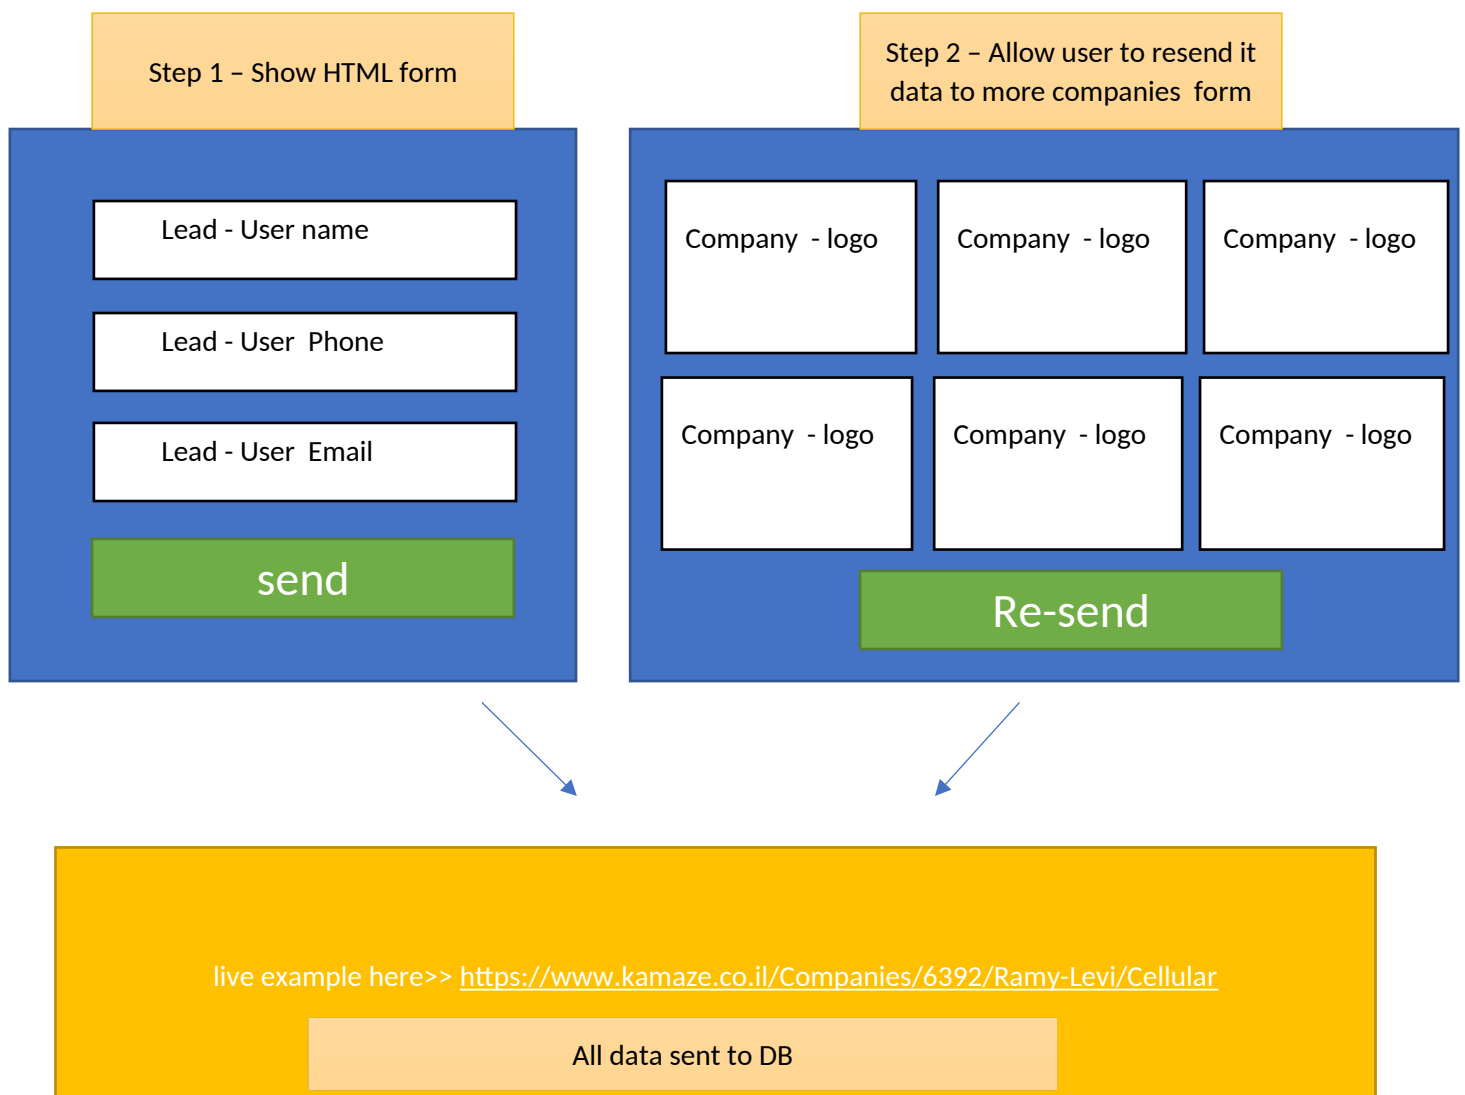 Step 1 – Show HTML form
Lead - User name
Lead - User  Phone
Lead - User  Email
send
Step 2 – Allow user to resend it
data to more companies  form
Company  - logo
Company  - logo
Company  - logo
Company  - logo
Company  - logo
Company  - logo
Re-send
live example here>> https://www.kamaze.co.il/Companies/6392/Ramy-Levi/Cellular
All data sent to DB